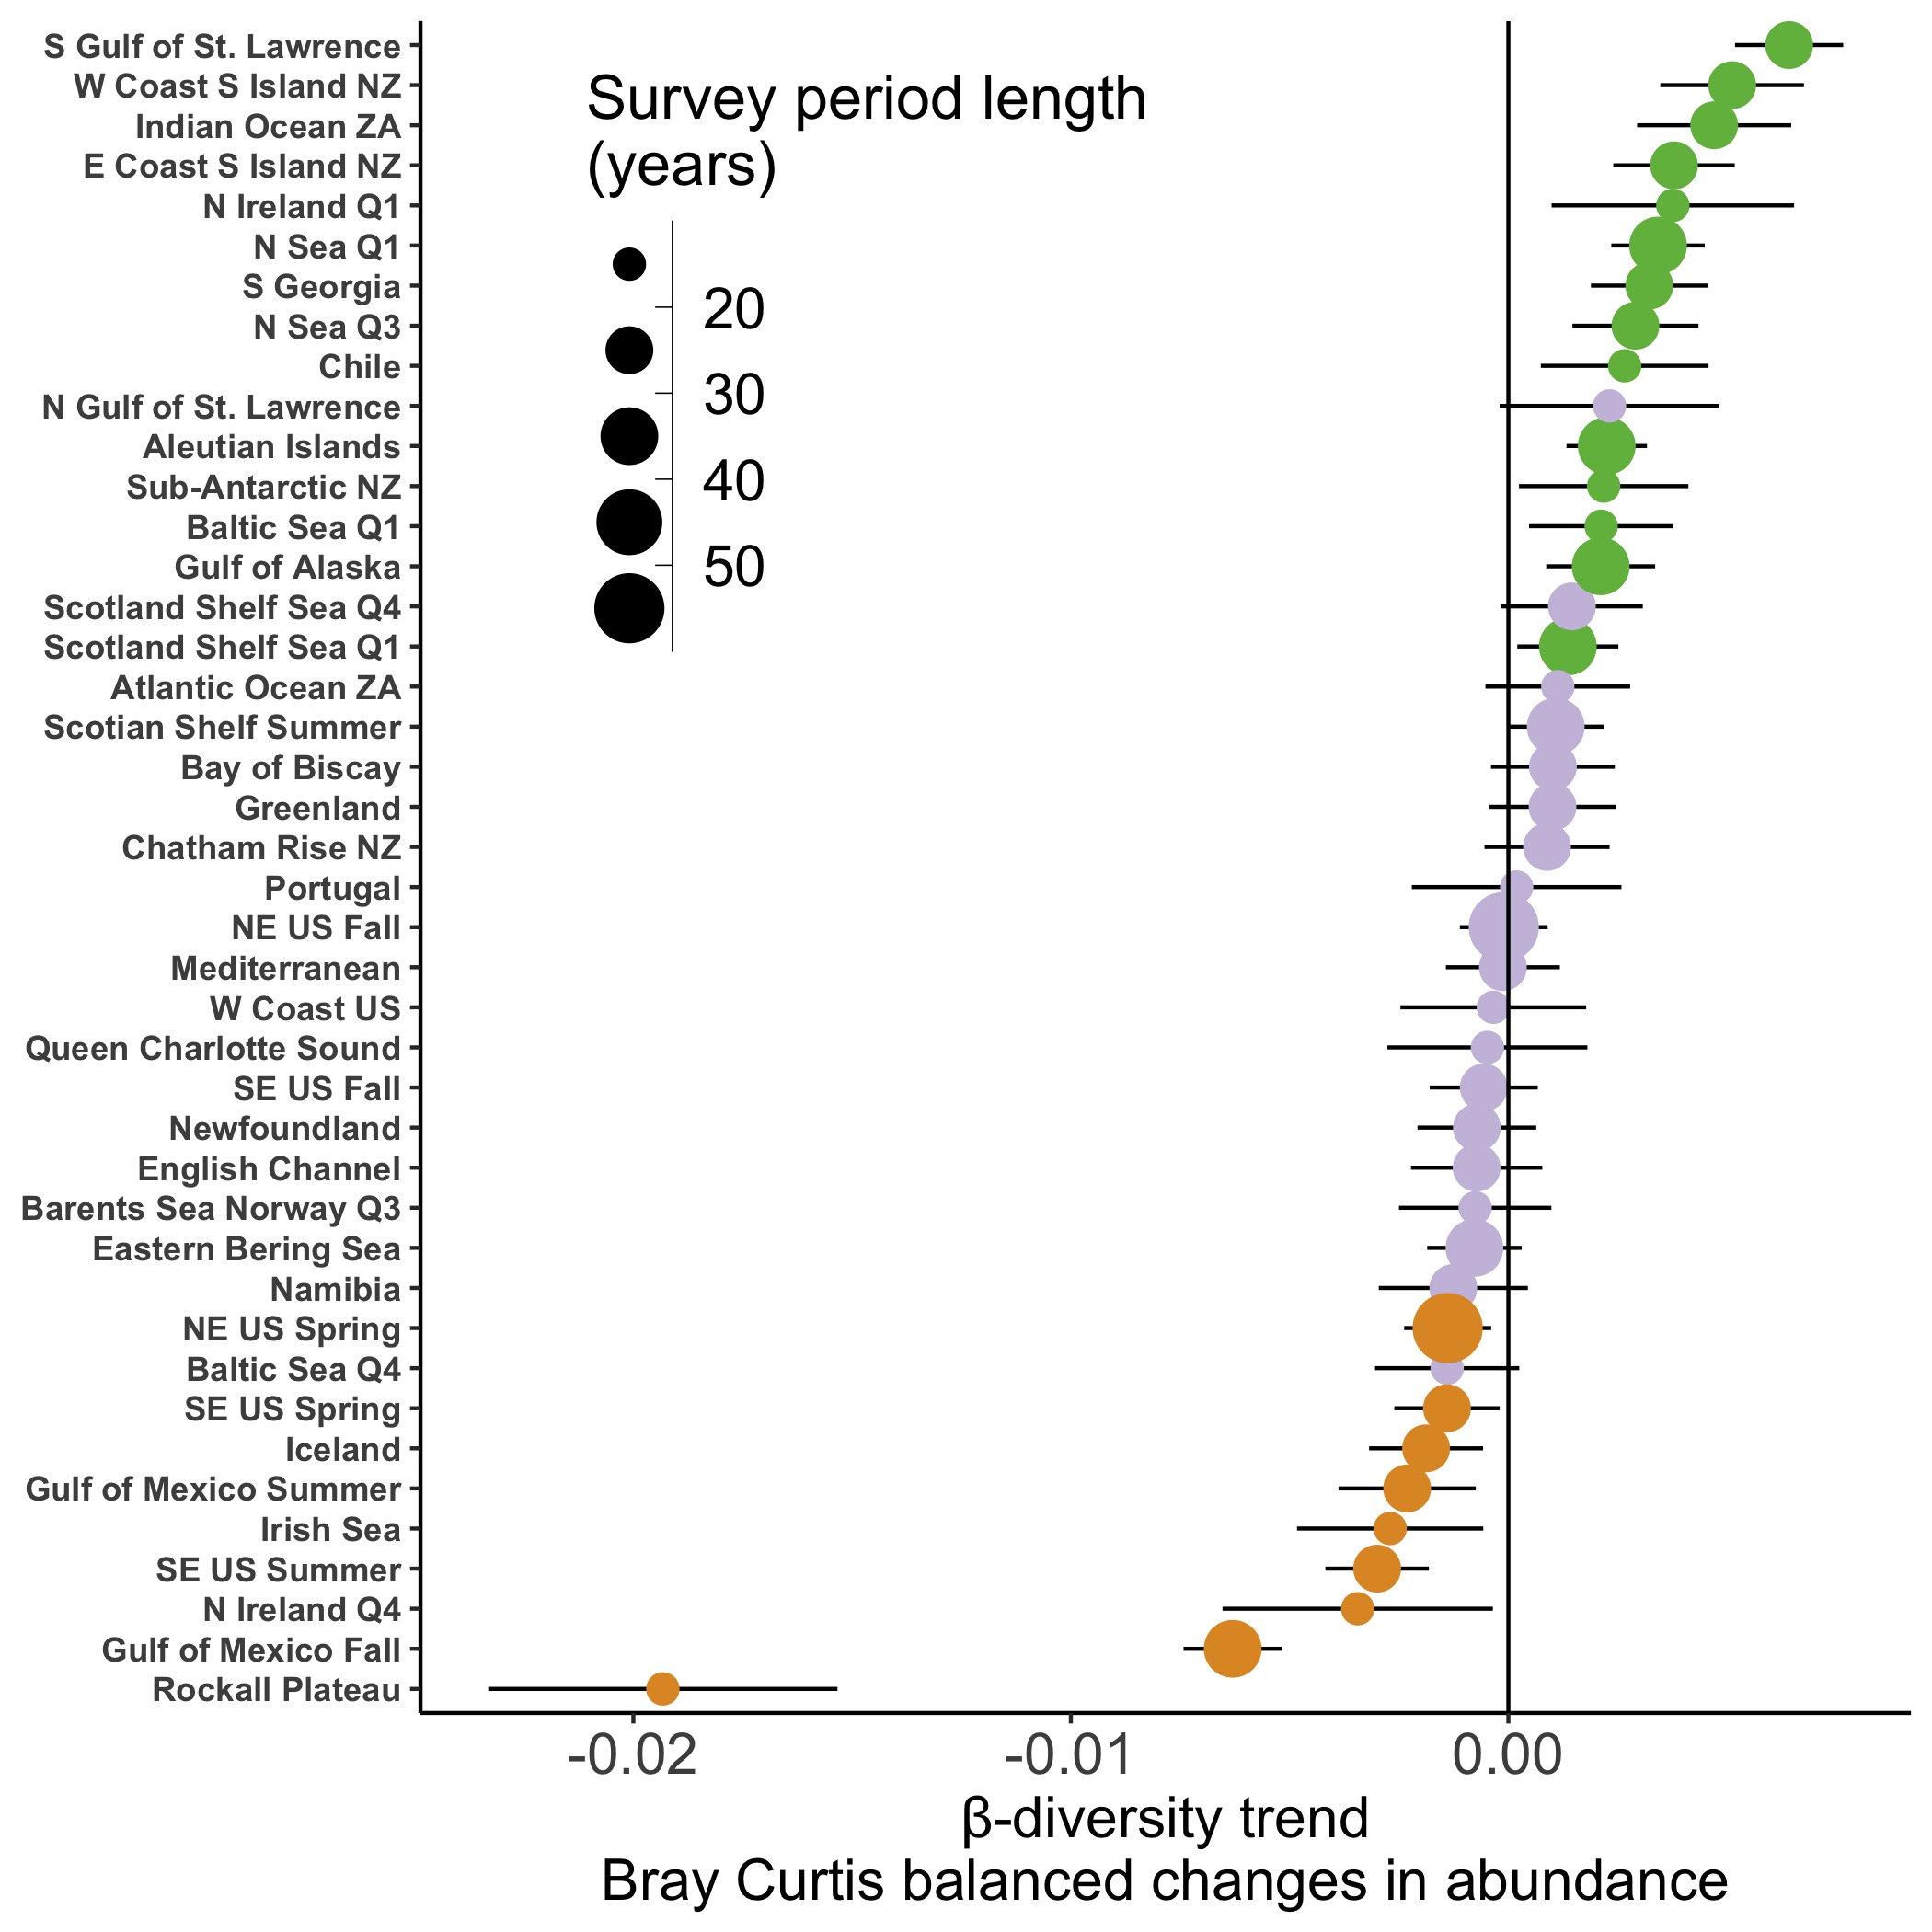 S Gulf of St. Lawrence
W Coast S Island NZ
Indian Ocean ZA
E Coast S Island NZ
N Ireland Q1
N Sea Q1
S Georgia
N Sea Q3
Chile
N Gulf of St. Lawrence
Aleutian Islands
Sub-Antarctic NZ
Baltic Sea Q1
Gulf of Alaska
Scotland Shelf Sea Q4
Scotland Shelf Sea Q1
Atlantic Ocean ZA
Scotian Shelf Summer
Bay of Biscay
Greenland
Chatham Rise NZ
Portugal
NE US Fall
Mediterranean
W Coast US
Queen Charlotte Sound
SE US Fall
Newfoundland
English Channel
Barents Sea Norway Q3
Eastern Bering Sea
Namibia
NE US Spring
Baltic Sea Q4
SE US Spring
Iceland
Gulf of Mexico Summer
Irish Sea
SE US Summer
N Ireland Q4
Gulf of Mexico Fall
Rockall Plateau
Survey period length
(years)
20
30
40
50
-0.02 -0.01 0.00
β-diversity trend
Bray Curtis balanced changes in abundance